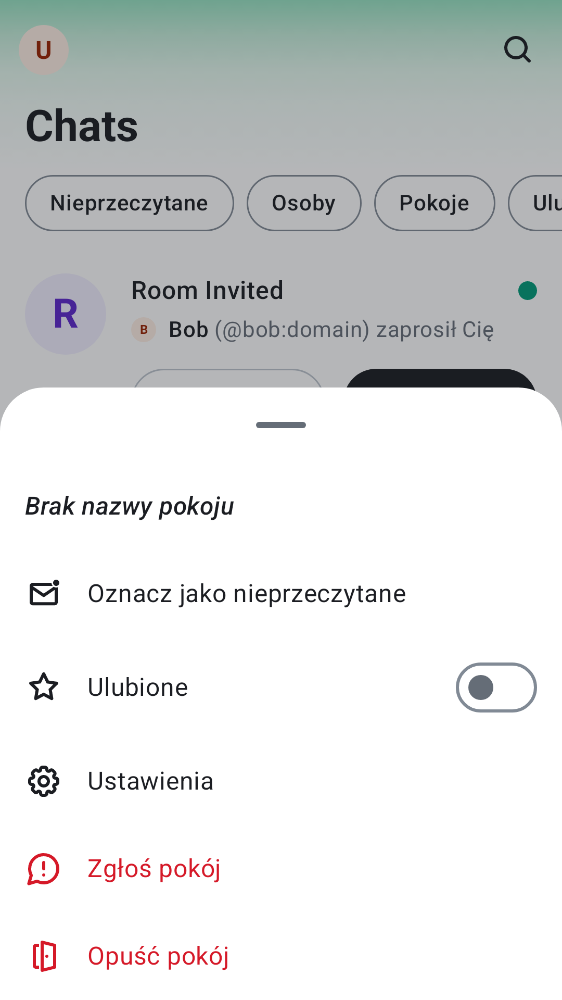 U
Chats
Nieprzeczytane Osoby Pokoje Ulu
R
Room Invited
B Bob (@bob:domain) zaprosił Cię
Brak nazwy pokoju
Oznacz jako nieprzeczytane
Ulubione
Ustawienia
Zgłoś pokój
Opuść pokój